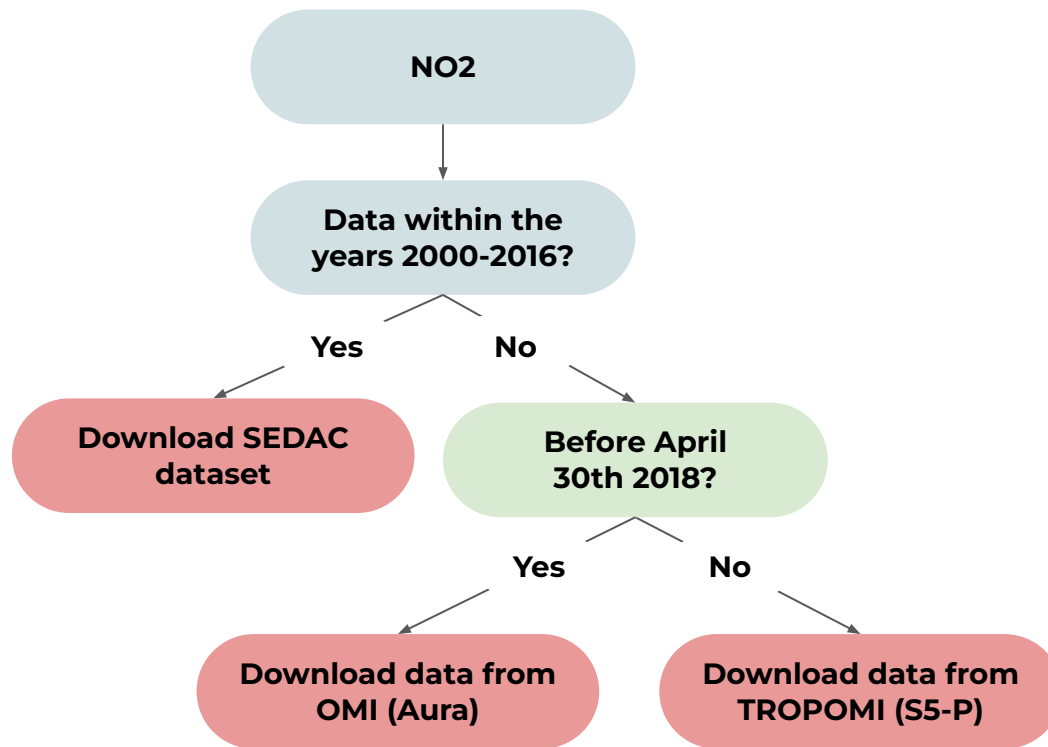 NO2
Data within the
years 2000-2016?
Yes
No
Download SEDAC
dataset
Before April
30th 2018?
Yes
No
Download data from
OMI (Aura)
Download data from
TROPOMI (S5-P)